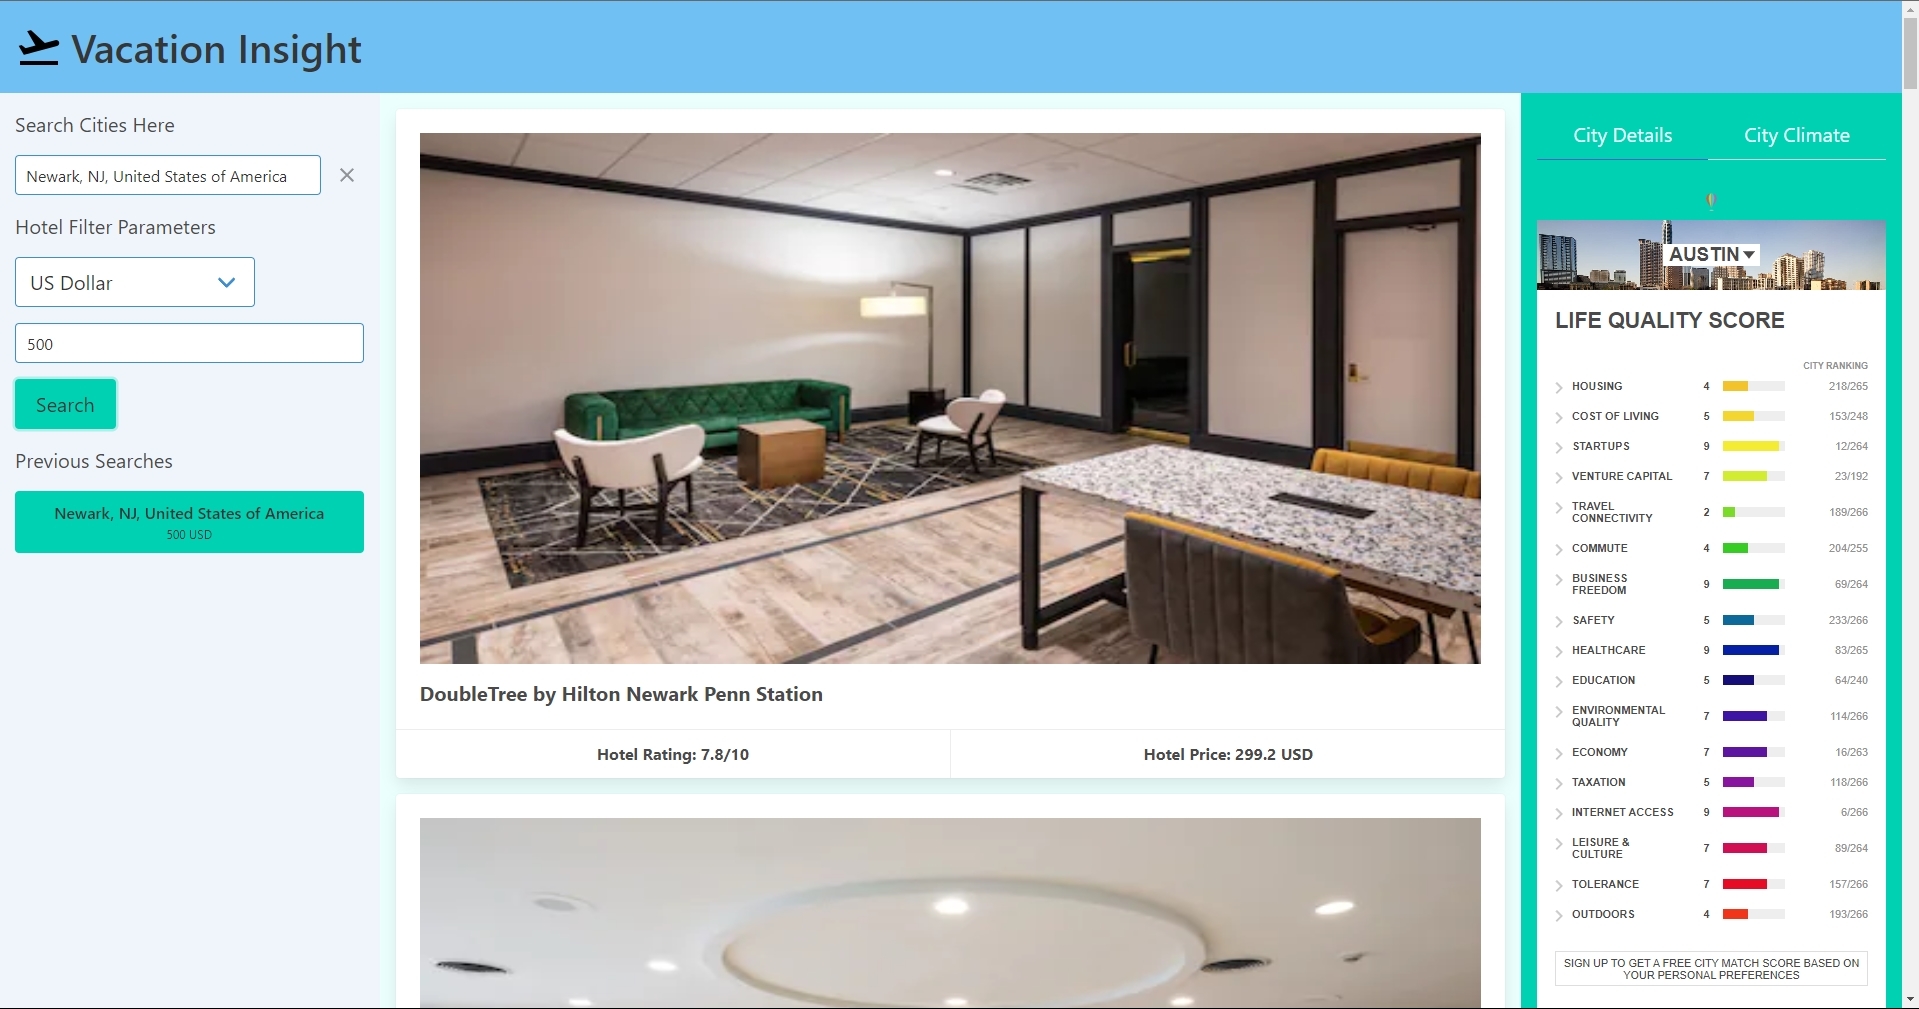 Vacation Insight
Search Cities Here
Newark, NJ, United States of America
Hotel Filter Parameters
US Dollar
500
Search
Previous Searches
Newark, NJ, United States of America
500 USD
DoubleTree by Hilton Newark Penn Station
Hotel Rating: 7.8/10
Hotel Price: 299.2 USD
City Details
City Climate
AUSTIN
LIFE QUALITY SCORE
CITY RANKING
HOUSING 4 218/265
COST OF LIVING 5 153/248
STARTUPS 9 12/264
VENTURE CAPITAL 7 23/192
TRAVEL
CONNECTIVITY 2 189/266
COMMUTE 4 204/255
BUSINESS
FREEDOM 9 69/264
SAFETY 5 233/266
HEALTHCARE 9 83/265
EDUCATION 5 64/240
ENVIRONMENTAL
QUALITY 7 114/266
ECONOMY 7 16/263
TAXATION 5 118/266
INTERNET ACCESS 9 6/266
LEISURE &
CULTURE 7 89/264
TOLERANCE 7 157/266
OUTDOORS 4 193/266
SIGN UP TO GET A FREE CITY MATCH SCORE BASED ON
YOUR PERSONAL PREFERENCES